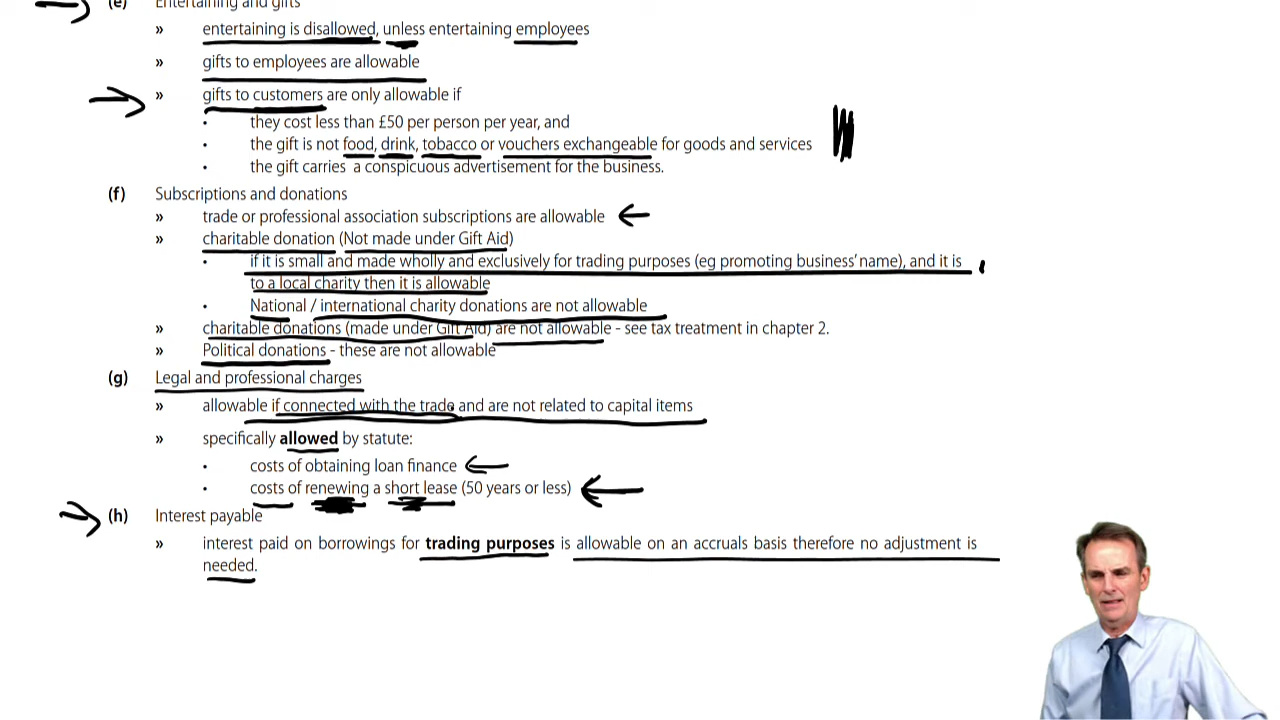 (e) Entertaining and gifts
» entertaining is disallowed, unless entertaining employees
» gifts to employees are allowable
» gifts to customers are only allowable if
• they cost less than £50 per person per year, and
• the gift is not food, drink, tobacco or vouchers exchangeable for goods and services
• the gift carries a conspicuous advertisement for the business.
(f) Subscriptions and donations
» trade or professional association subscriptions are allowable
» charitable donation (Not made under Gift Aid)
• if it is small and made wholly and exclusively for trading purposes (eg promoting business' name), and it is
to a local charity then it is allowable
• National / international charity donations are not allowable
» charitable donations (made under Gift Aid) are not allowable - see tax treatment in chapter 2.
» Political donations - these are not allowable
(g) Legal and professional charges
» allowable if connected with the trade and are not related to capital items
» specifically allowed by statute:
• costs of obtaining loan finance
• costs of renewing a short lease (50 years or less)
(h) Interest payable
» interest paid on borrowings for trading purposes is allowable on an accruals basis therefore no adjustment is
needed.